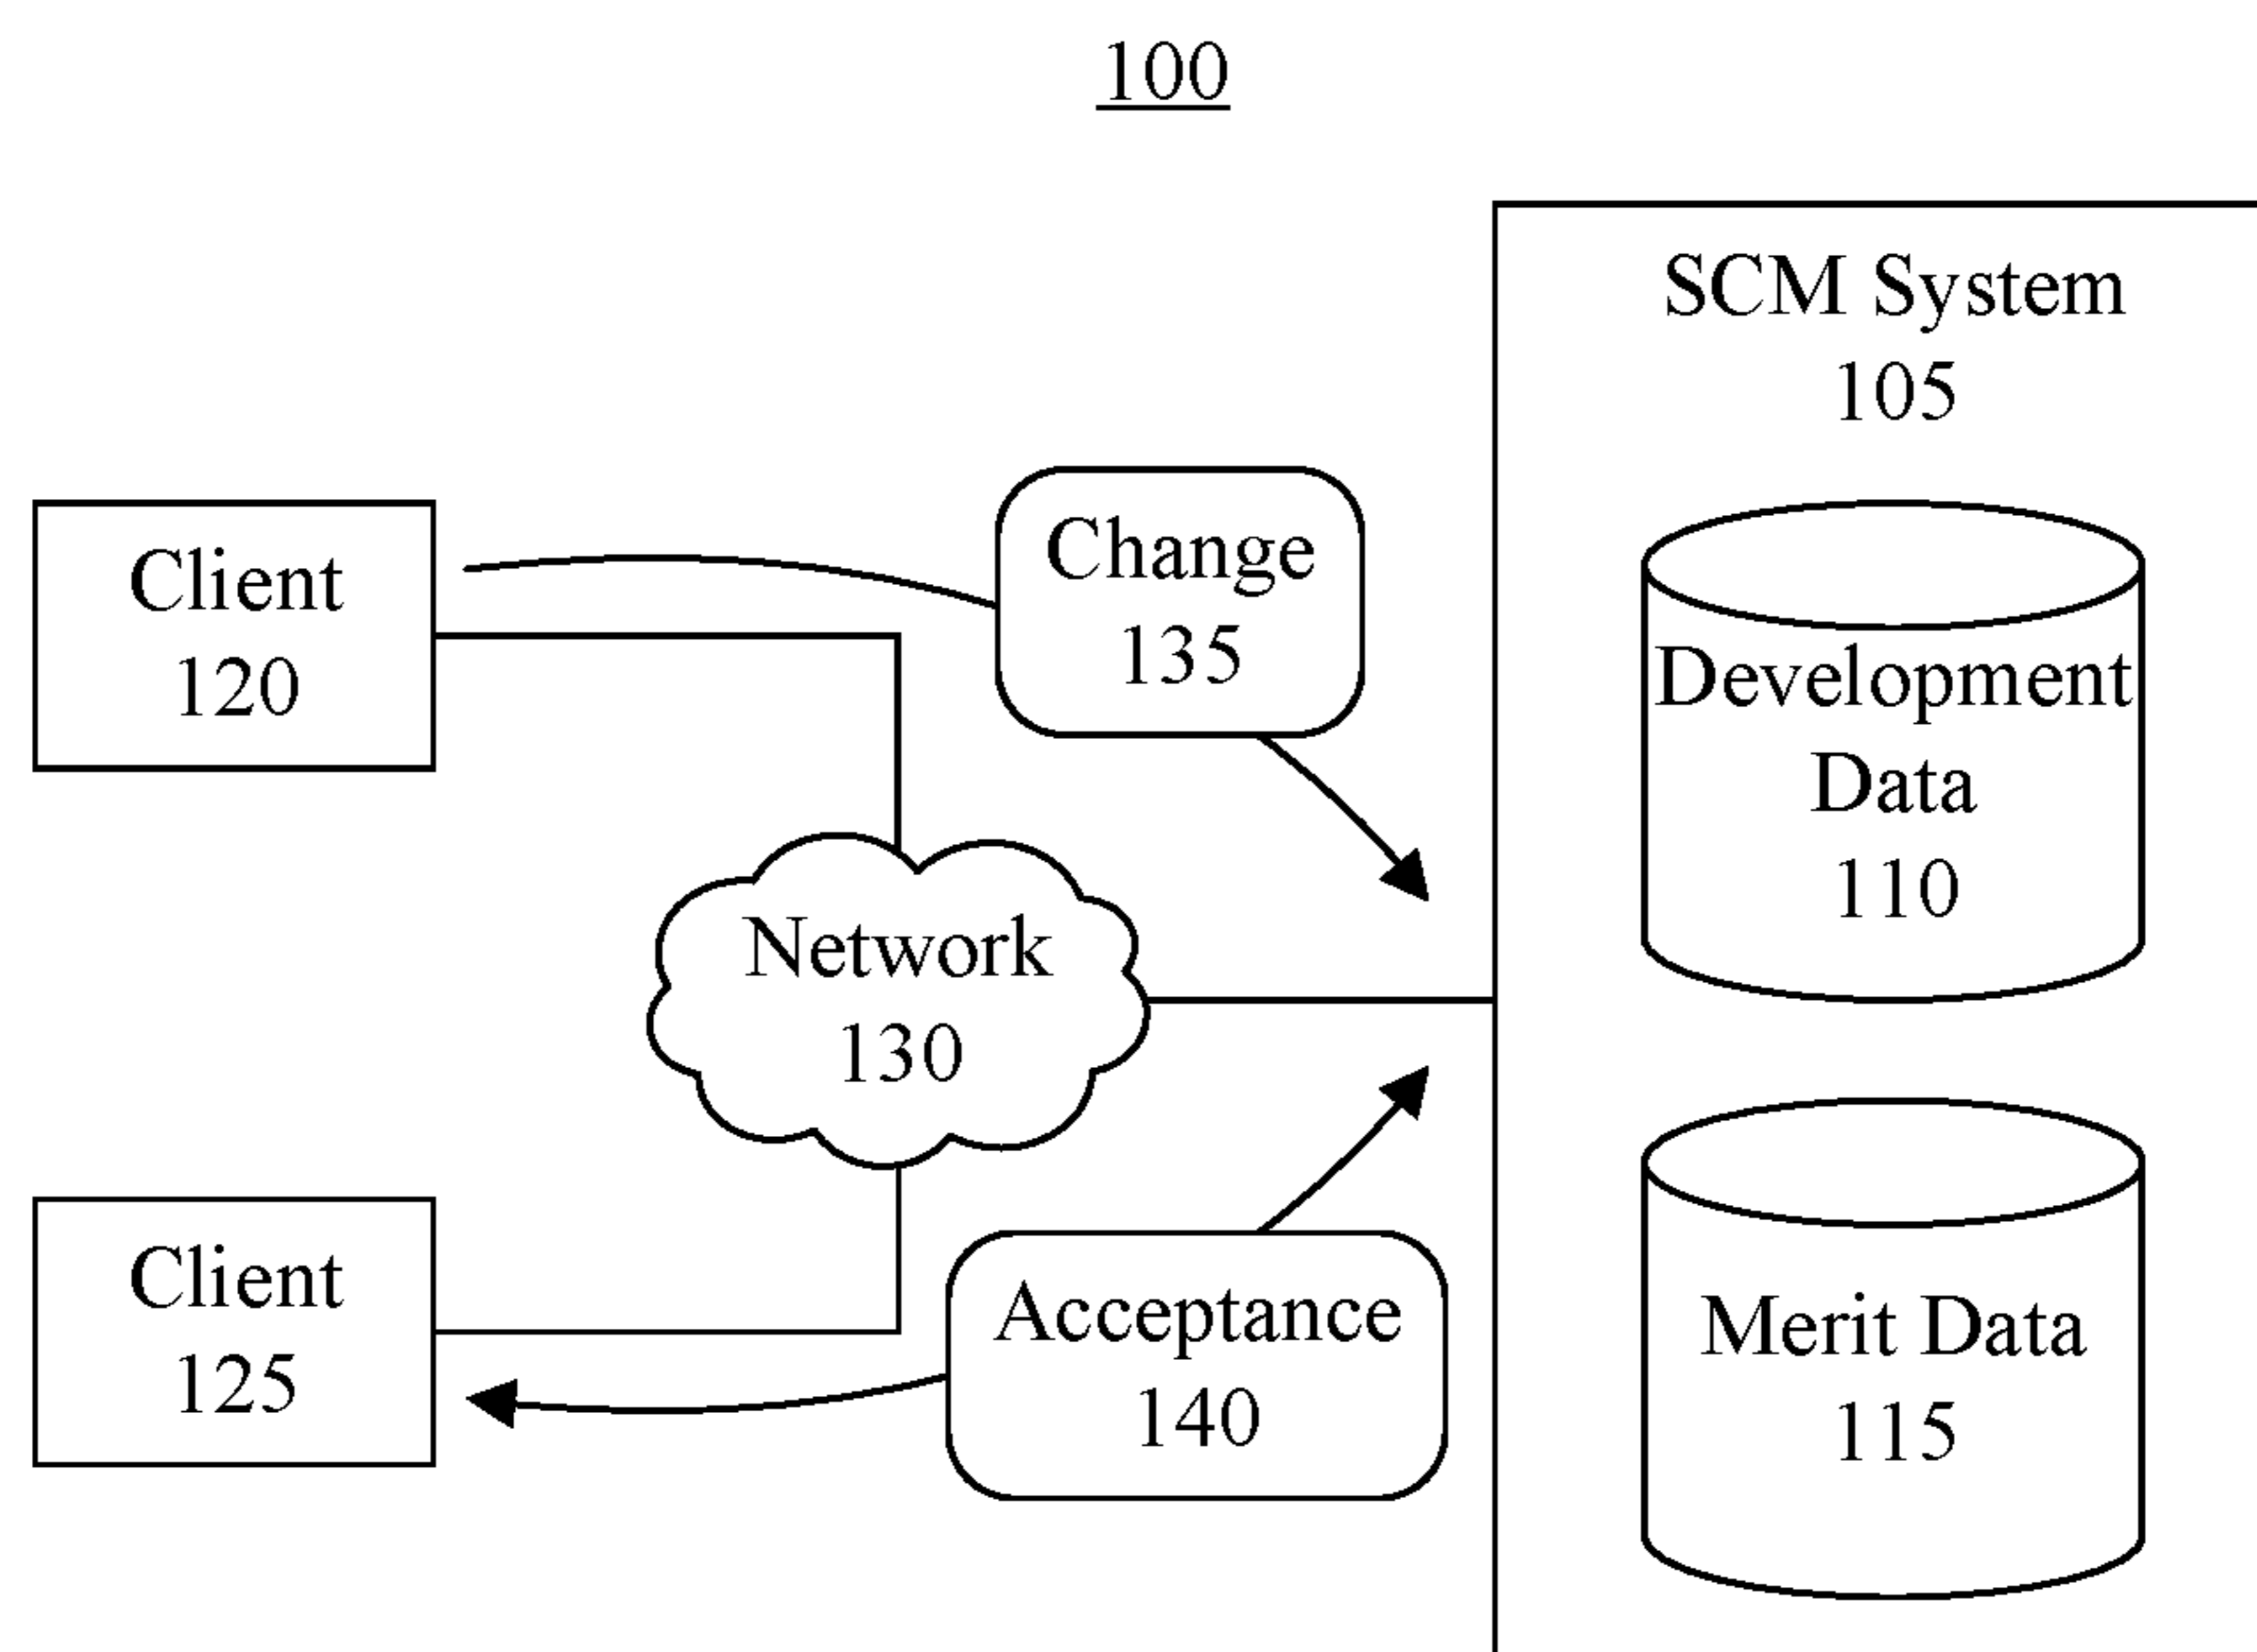 100
SCM System
105
Client
120
Change
135
Development
Data
110
Network
130
Client
125
Acceptance
140
Merit Data
115